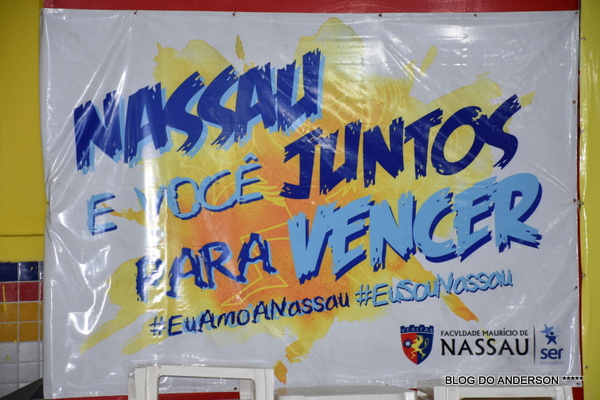 NASSAU
E VOCÊ JUNTOS
PARA VENCER
#EuAmoANassau #EuSouNassau
VERITAS
FACULDADE MAURÍCIO DE
NASSAU
ser
BLOG DO ANDERSON *****